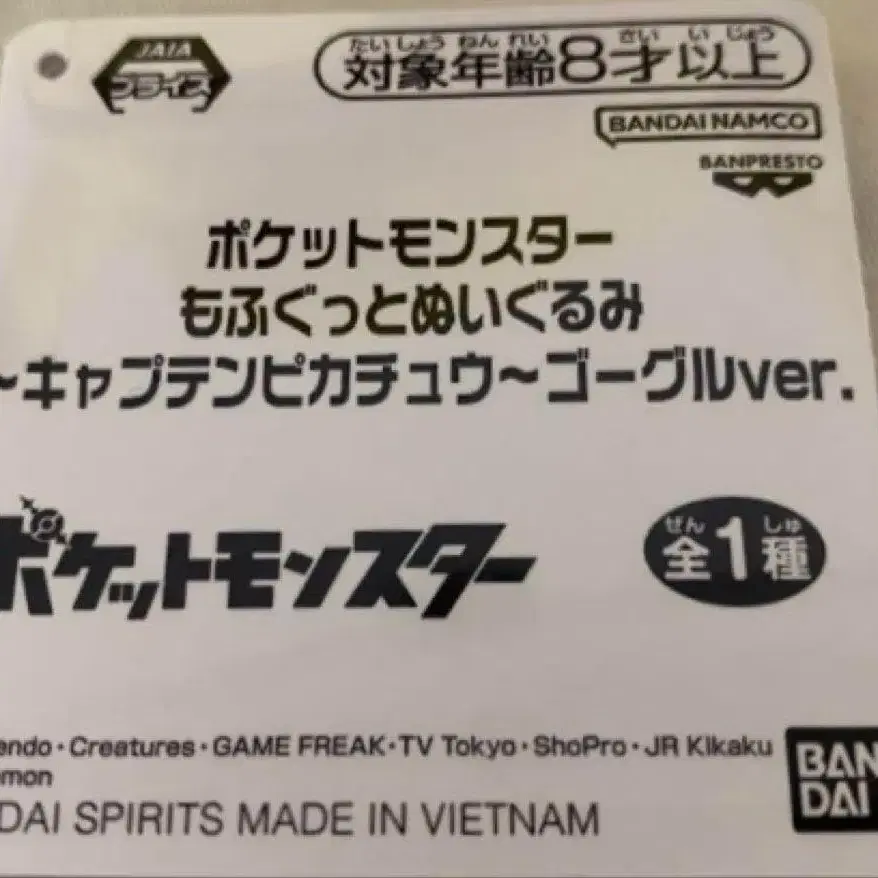 JAIA
プライズ
たいしょうねんれい さい いじょう
対象年齢8才以上
BANDAI NAMCO
BANPRESTO
ポケットモンスター
もふぐっとぬいぐるみ
~キャプテンピカチュウ~ゴーグルver.
ポケットモンスター
ぜん しゅ
全1種
endo・Creatures・GAME FREAK・TV Tokyo・ShoPro・JR Kikaku
mon
DAI SPIRITS MADE IN VIETNAM
BAN
DAI